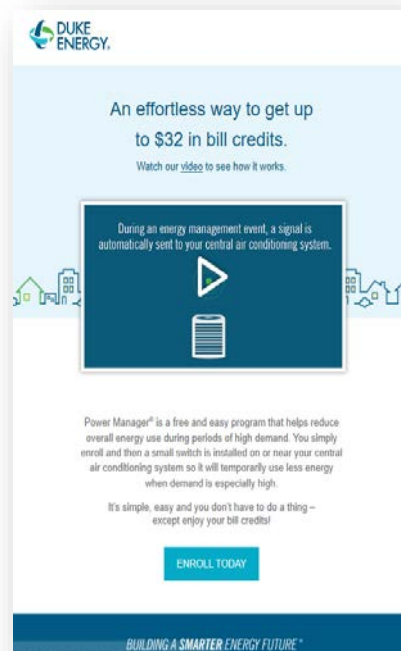 DUKE
ENERGY®
An effortless way to get up
to $32 in bill credits.
Watch our video to see how it works.
During an energy management event, a signal is
automatically sent to your central air conditioning system.
Power Manager® is a free and easy program that helps reduce
overall energy use during periods of high demand. You simply
enroll and then a small switch is installed on or near your central
air conditioning system so it will temporarily use less energy
when demand is especially high.
It's simple, easy and you don't have to do a thing –
except enjoy your bill credits!
ENROLL TODAY
BUILDING A SMARTER ENERGY FUTURE℠